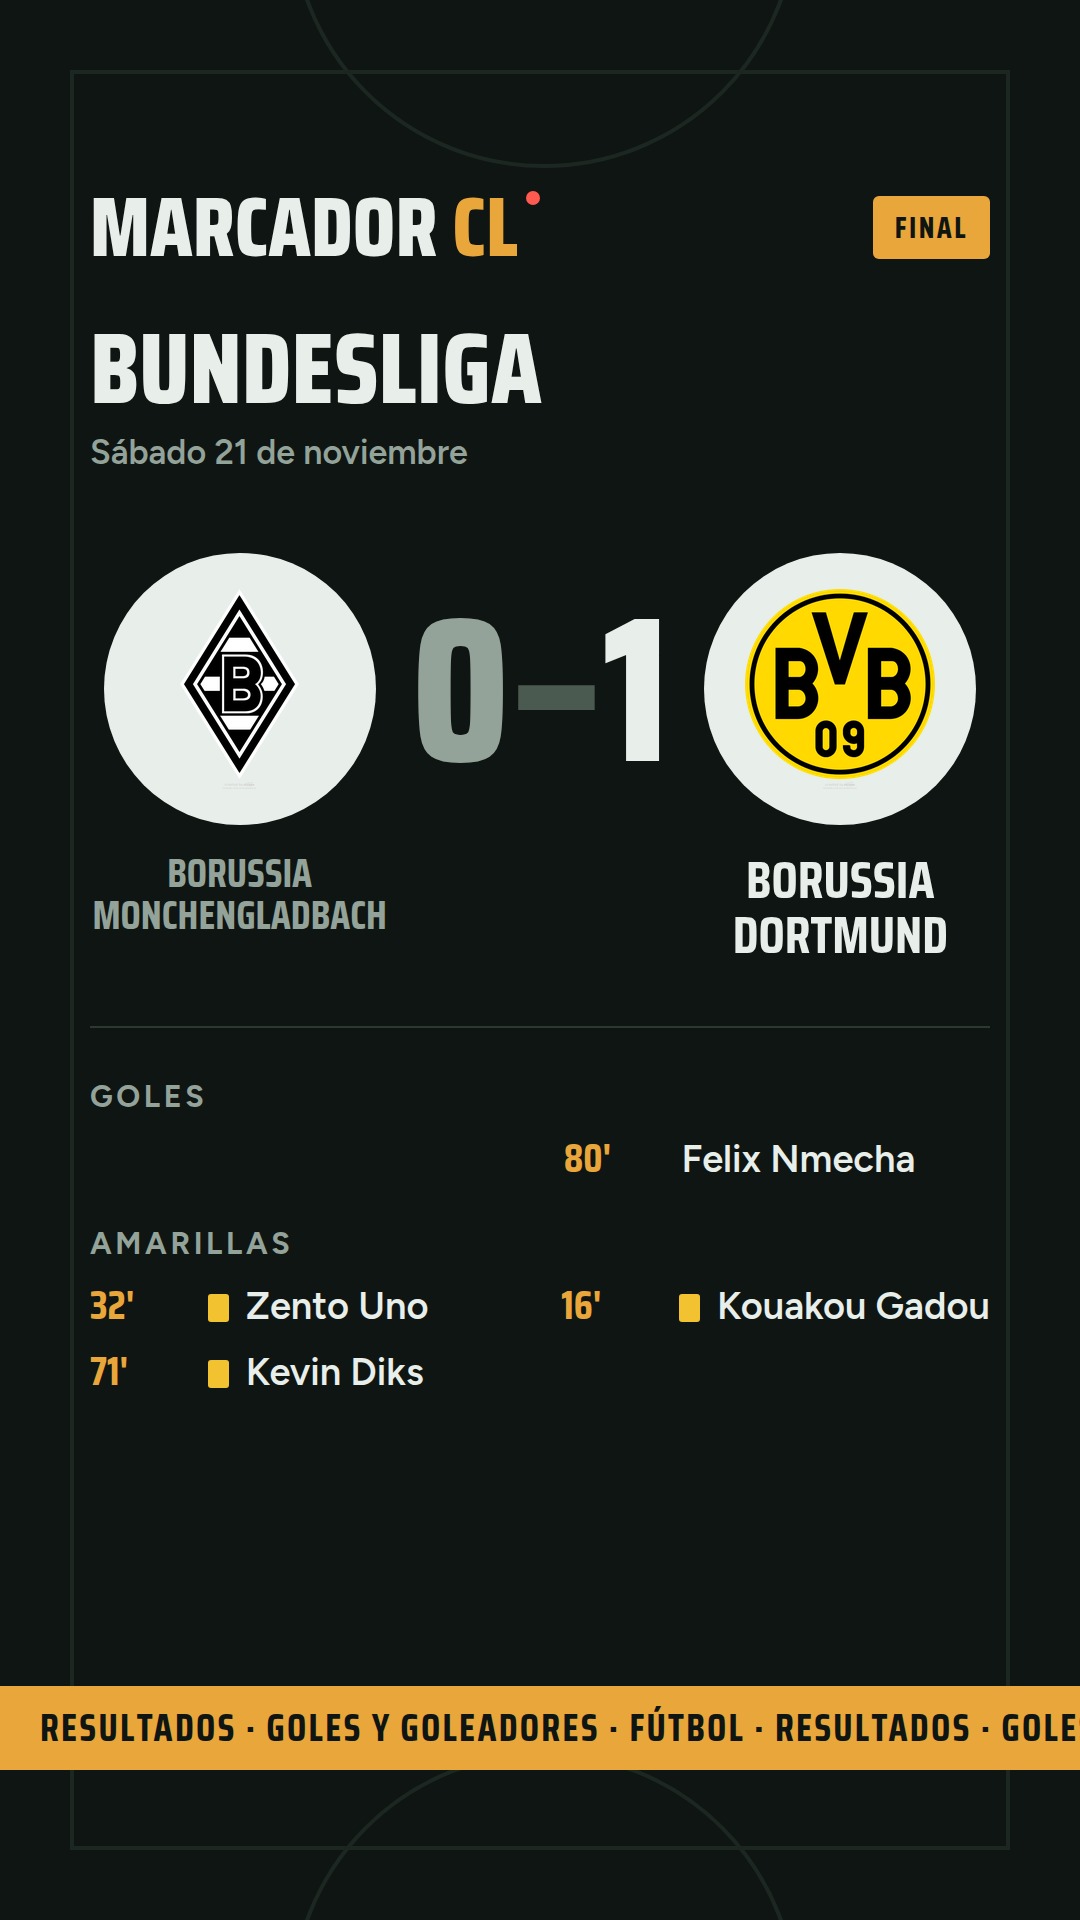 MARCADOR CL
FINAL
BUNDESLIGA
Sábado 21 de noviembre
B
0-1
BVB
09
BORUSSIA
MONCHENGLADBACH
BORUSSIA
DORTMUND
GOLES
80' Felix Nmecha
AMARILLAS
32' Zento Uno
16' Kouakou Gadou
71' Kevin Diks
RESULTADOS · GOLES Y GOLEADORES · FÚTBOL · RESULTADOS · GOLES